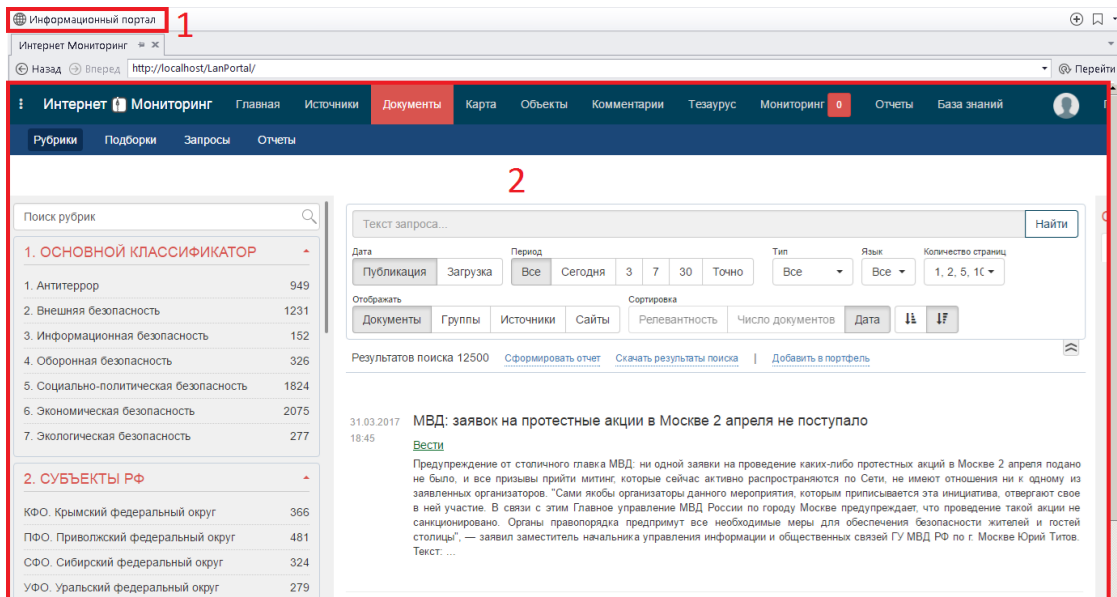 Информационный портал
1
Интернет Мониторинг
Назад Вперед http://localhost/LanPortal/ Перейти
Интернет Мониторинг Главная Источники Документы Карта Объекты Комментарии Тезаурус Мониторинг 0 Отчеты База знаний
Рубрики Подборки Запросы Отчеты
2
Поиск рубрик
1. ОСНОВНОЙ КЛАССИФИКАТОР
1. Антитеррор 949
2. Внешняя безопасность 1231
3. Информационная безопасность 152
4. Оборонная безопасность 326
5. Социально-политическая безопасность 1824
6. Экономическая безопасность 2075
7. Экологическая безопасность 277
2. СУБЪЕКТЫ РФ
КФО. Крымский федеральный округ 366
ПФО. Приволжский федеральный округ 481
СФО. Сибирский федеральный округ 324
УФО. Уральский федеральный округ 279
Текст запроса... Найти
Дата Период Тип Язык Количество страниц
Публикация Загрузка Все Сегодня 3 7 30 Точно Все Все 1, 2, 5, 10
Отображать Сортировка
Документы Группы Источники Сайты Релевантность Число документов Дата
Результатов поиска 12500 Сформировать отчет Скачать результаты поиска | Добавить в портфель
31.03.2017 МВД: заявок на протестные акции в Москве 2 апреля не поступало
18:45
Вести
Предупреждение от столичного главка МВД: ни одной заявки на проведение каких-либо протестных акций в Москве 2 апреля подано
не было, и все призывы прийти митинг, которые сейчас активно распространяются по Сети, не имеют отношения ни к одному из
заявленных организаторов. "Сами якобы организаторы данного мероприятия, которым приписывается эта инициатива, отвергают свое
в ней участие. В связи с этим Главное управление МВД России по городу Москве предупреждает, что проведение такой акции не
санкционировано. Органы правопорядка предпримут все необходимые меры для обеспечения безопасности жителей и гостей
столицы", — заявил заместитель начальника управления информации и общественных связей ГУ МВД РФ по г. Москве Юрий Титов.
Текст: ...